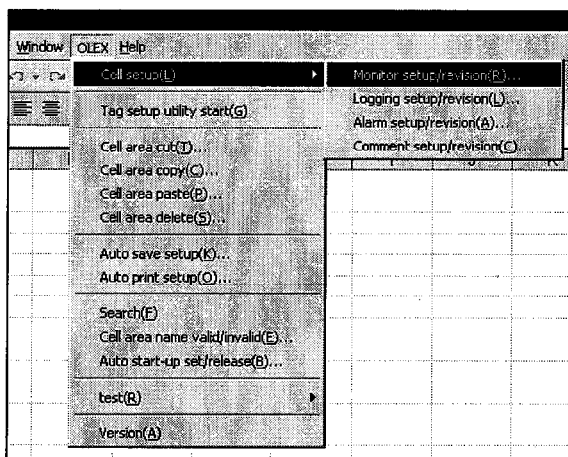 Window OLEX Help
Cell setup(L)
Monitor setup/revision(R)...
Logging setup/revision(L)...
Tag setup utility start(G)
Alarm setup/revision(A)...
Comment setup/revision(C)...
Cell area cut(T)...
Cell area copy(C)...
Cell area paste(P)...
Cell area delete(S)...
Auto save setup(K)...
Auto print setup(O)...
Search(F)
Cell area name valid/invalid(E)...
Auto start-up set/release(B)...
test(R)
Version(A)